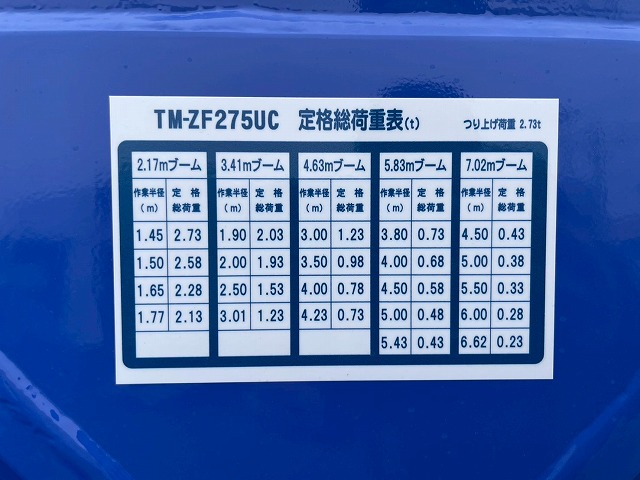 TM-ZF275UC 定格総荷重表(t) つり上げ荷重 2.73t
2.17mブーム 3.41mブーム 4.63mブーム 5.83mブーム 7.02mブーム
作業半径 定格 作業半径 定格 作業半径 定格 作業半径 定格 作業半径 定格
(m) 総荷重 (m) 総荷重 (m) 総荷重 (m) 総荷重 (m) 総荷重
1.45 2.73 1.90 2.03 3.00 1.23 3.80 0.73 4.50 0.43
1.50 2.58 2.00 1.93 3.50 0.98 4.00 0.68 5.00 0.38
1.65 2.28 2.50 1.53 4.00 0.78 4.50 0.58 5.50 0.33
1.77 2.13 3.01 1.23 4.23 0.73 5.00 0.48 6.00 0.28
5.43 0.43 6.62 0.23